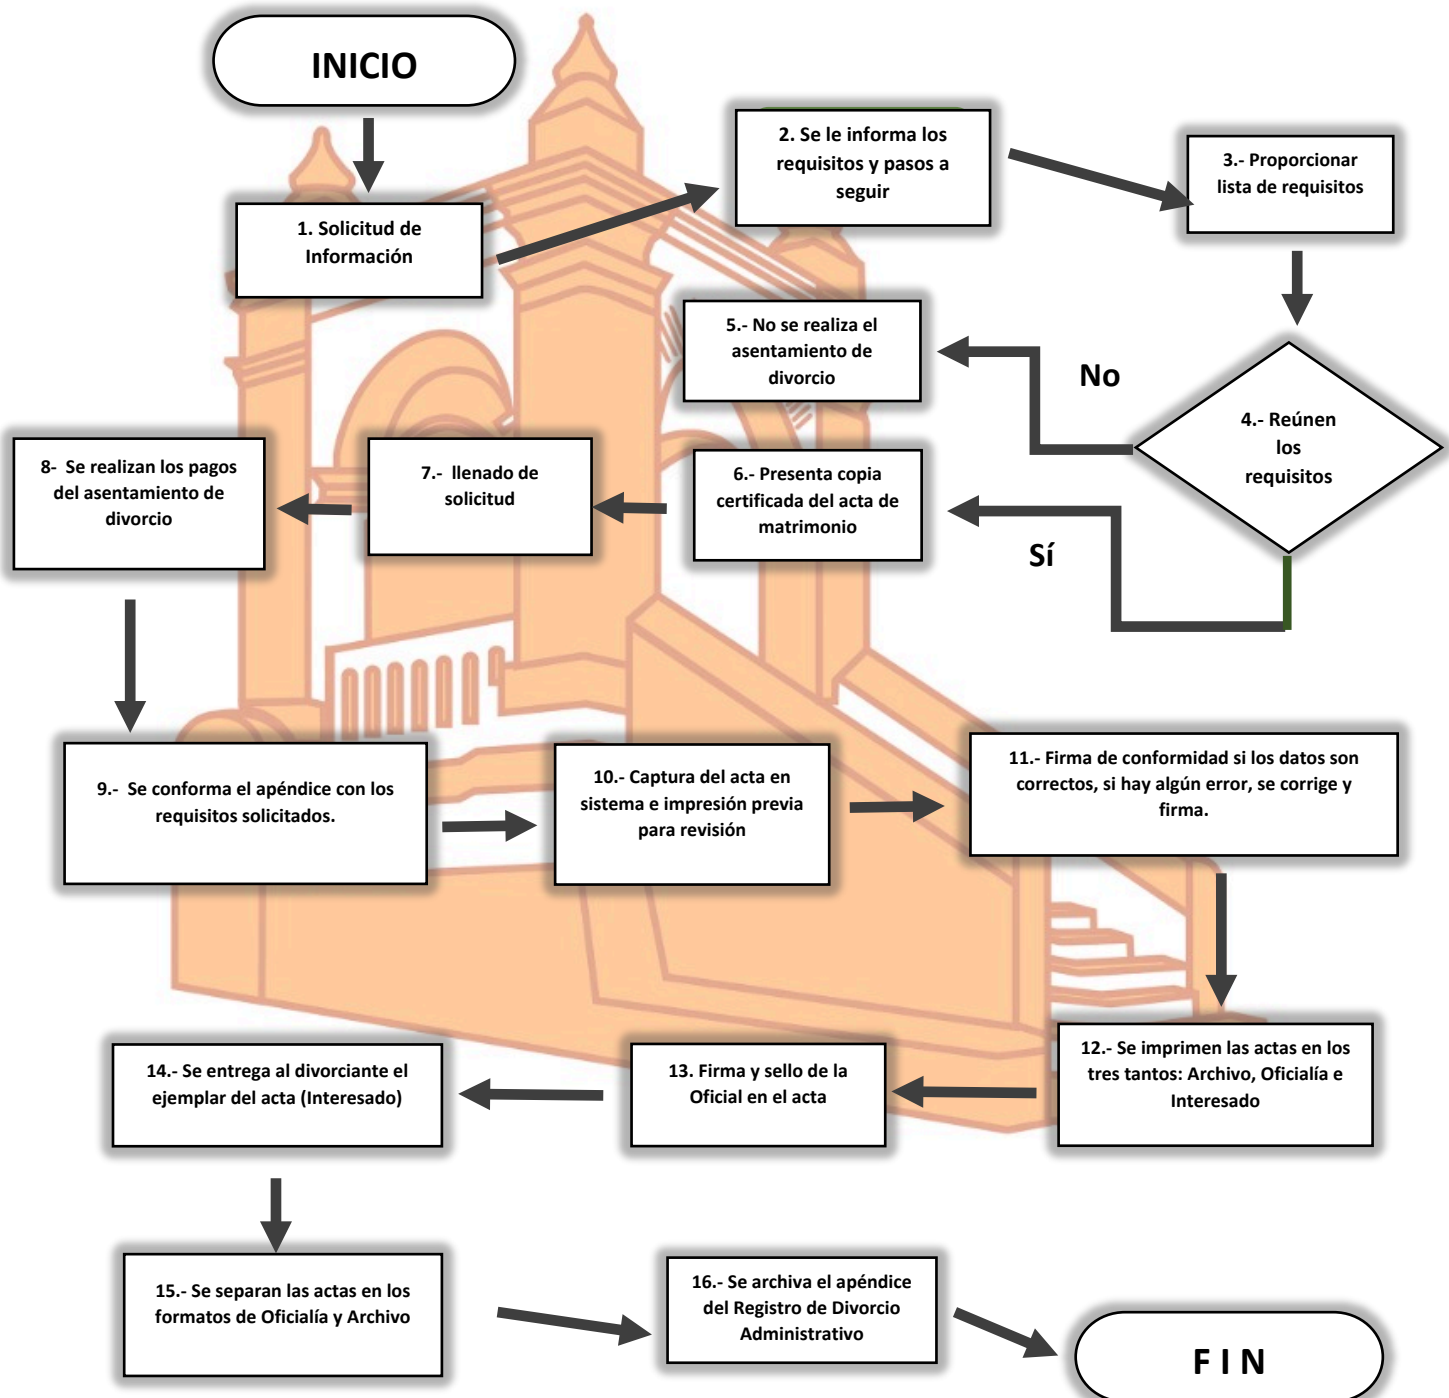 INICIO
1. Solicitud de
Información
2. Se le informa los
requisitos y pasos a
seguir
3.- Proporcionar
lista de requisitos
4.- Reúnen
los
requisitos
No
5.- No se realiza el
asentamiento de
divorcio
Sí
6.- Presenta copia
certificada del acta de
matrimonio
7.- llenado de
solicitud
8- Se realizan los pagos
del asentamiento de
divorcio
9.- Se conforma el apéndice con los
requisitos solicitados.
10.- Captura del acta en
sistema e impresión previa
para revisión
11.- Firma de conformidad si los datos son
correctos, si hay algún error, se corrige y
firma.
12.- Se imprimen las actas en los
tres tantos: Archivo, Oficialía e
Interesado
13. Firma y sello de la
Oficial en el acta
14.- Se entrega al divorciante el
ejemplar del acta (Interesado)
15.- Se separan las actas en los
formatos de Oficialía y Archivo
16.- Se archiva el apéndice
del Registro de Divorcio
Administrativo
F I N